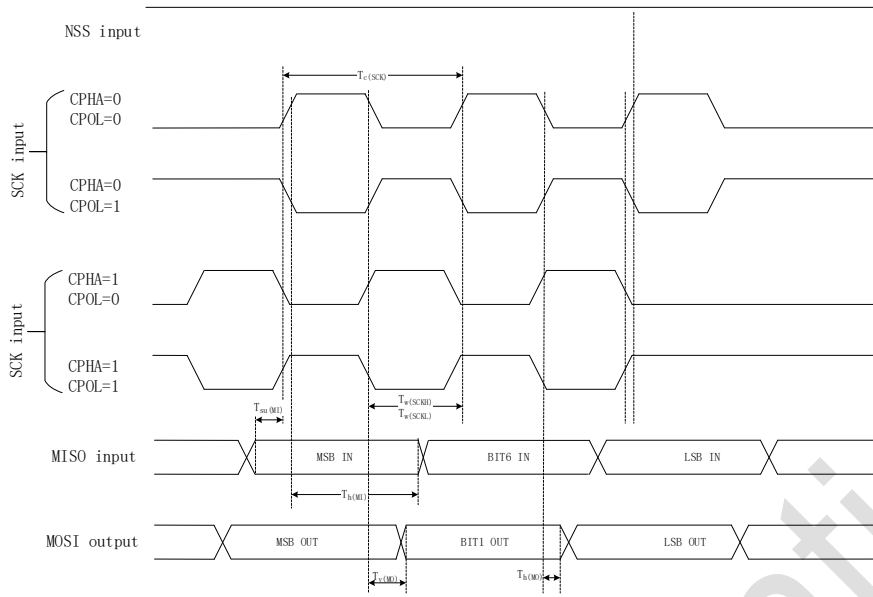 NSS input
Tc(SCK)
CPHA=0
CPOL=0
SCK input
CPHA=0
CPOL=1
CPHA=1
CPOL=0
SCK input
CPHA=1
CPOL=1
Tw(SCKH)
Tw(SCKL)
Tsu(MI)
MISO input
MSB IN
BIT6 IN
LSB IN
Th(MI)
MOSI output
MSB OUT
BIT1 OUT
LSB OUT
Tv(MO)
Th(MO)